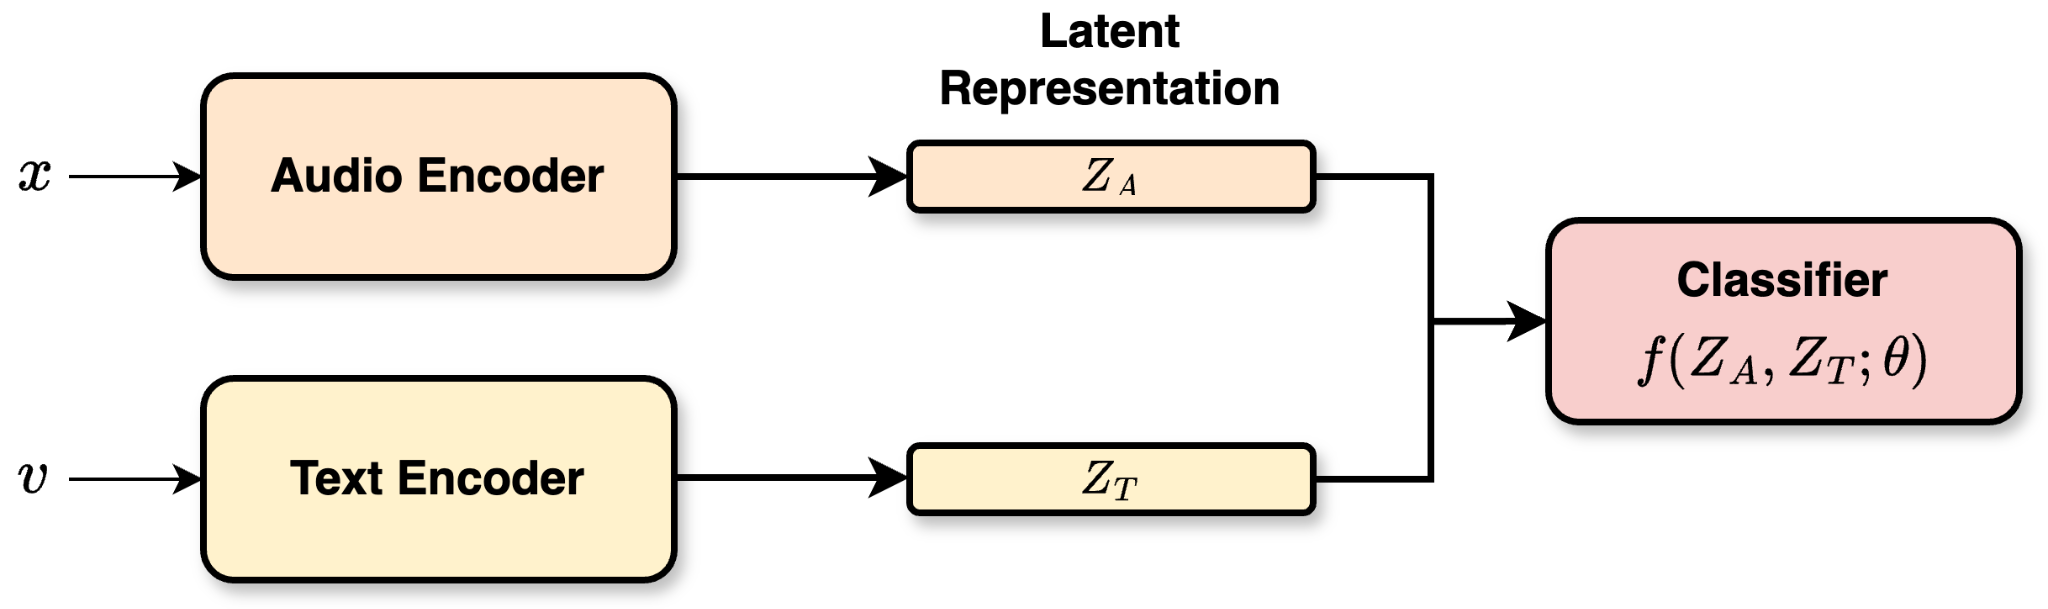 Latent
Representation
x
Audio Encoder
Z_A
Classifier
f(Z_A, Z_T; θ)
v
Text Encoder
Z_T